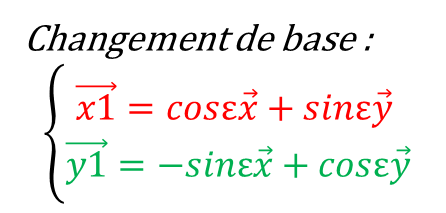 Changement de base :
x1⃗ = cosεx⃗ + sinεy⃗
y1⃗ = −sinεx⃗ + cosεy⃗